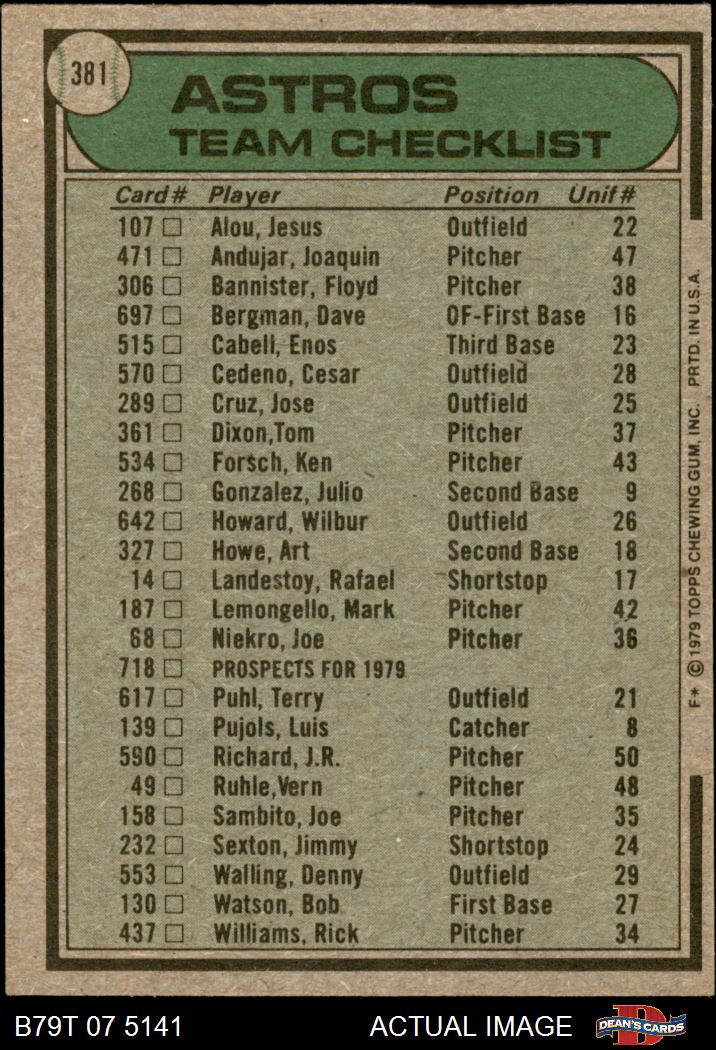 381
ASTROS
TEAM CHECKLIST
Card# Player Position Unif#
107 Alou, Jesus Outfield 22
471 Andujar, Joaquin Pitcher 47
306 Bannister, Floyd Pitcher 38
697 Bergman, Dave OF-First Base 16
515 Cabell, Enos Third Base 23
570 Cedeno, Cesar Outfield 28
289 Cruz, Jose Outfield 25
361 Dixon,Tom Pitcher 37
534 Forsch, Ken Pitcher 43
268 Gonzalez, Julio Second Base 9
642 Howard, Wilbur Outfield 26
327 Howe, Art Second Base 18
14 Landestoy, Rafael Shortstop 17
187 Lemongello, Mark Pitcher 42
68 Niekro, Joe Pitcher 36
718 PROSPECTS FOR 1979
617 Puhl, Terry Outfield 21
139 Pujols, Luis Catcher 8
590 Richard, J.R. Pitcher 50
49 Ruhle,Vern Pitcher 48
158 Sambito, Joe Pitcher 35
232 Sexton, Jimmy Shortstop 24
553 Walling, Denny Outfield 29
130 Watson, Bob First Base 27
437 Williams, Rick Pitcher 34
F* © 1979 TOPPS CHEWING GUM, INC. PRTD. IN U.S.A.
B79T 07 5141 ACTUAL IMAGE
D
DEAN'S CARDS